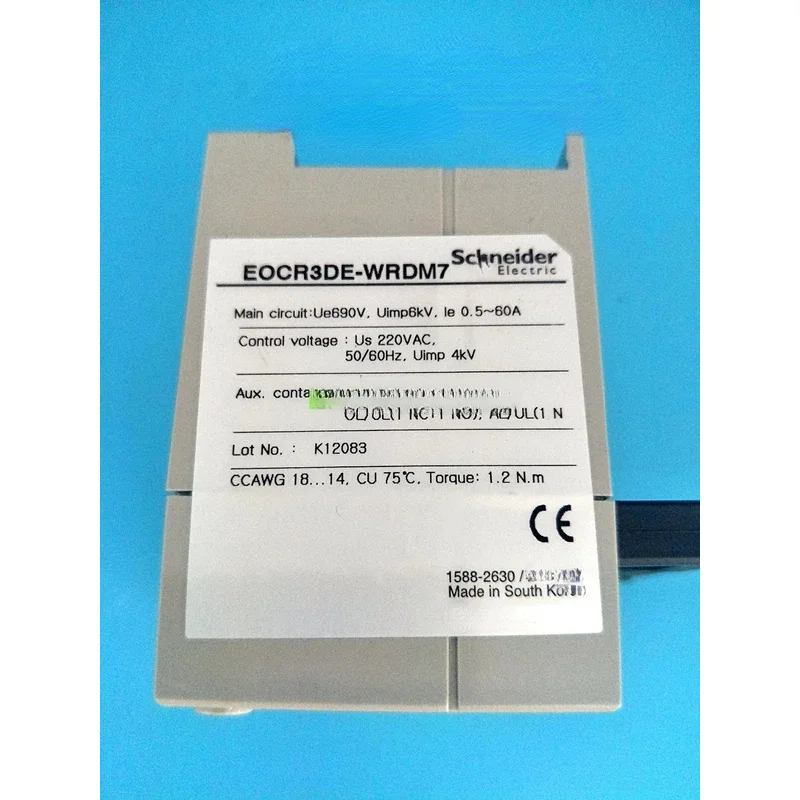 EOCR3DE-WRDM7
Schneider
Electric
Main circuit:Ue690V, Uimp6kV, Ie 0.5~60A
Control voltage : Us 220VAC,
50/60Hz, Uimp 4kV
Aux.
Lot No. : K12083
CCAWG 18...14, CU 75℃, Torque: 1.2 N.m
CE
1588-2630
Made in South